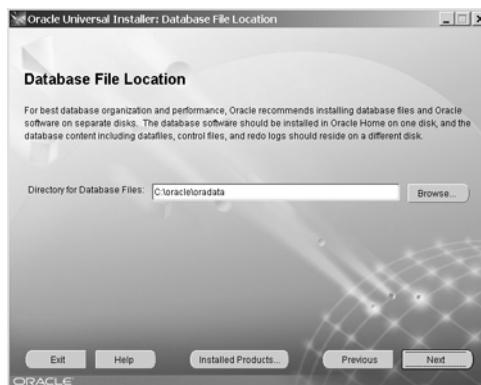 Oracle Universal Installer: Database File Location
Database File Location
For best database organization and performance, Oracle recommends installing database files and Oracle
software on separate disks. The database software should be installed in Oracle Home on one disk, and the
database content including datafiles, control files, and redo logs should reside on a different disk.
Directory for Database Files: C:\oracle\oradata Browse...
Exit Help Installed Products... Previous Next
ORACLE